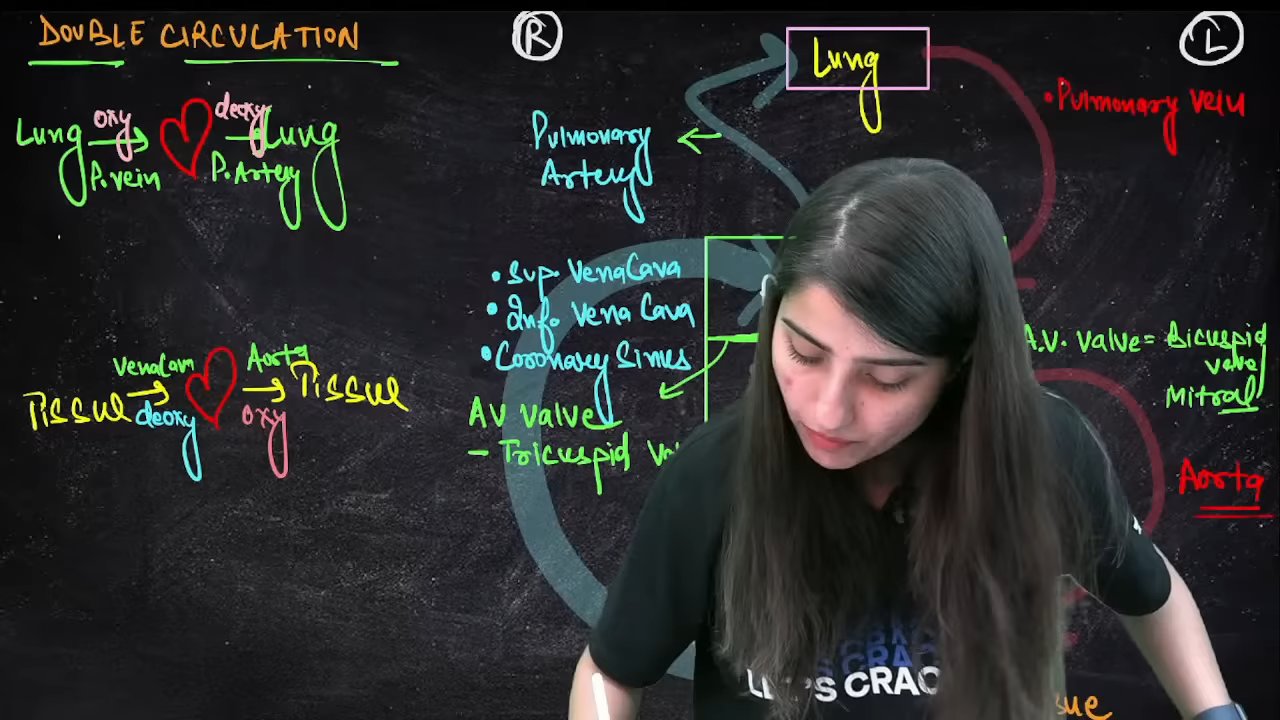 DOUBLE CIRCULATION
R
L
Lung
Pulmonary vein
oxy
deoxy
Lung
Lung
P.vein
P.Artery
Pulmonary
Artery
• Sup. Vena Cava
• Inf. Vena Cava
• Coronary Sinus
A.V. Valve = Bicuspid
valve
Mitral
Vena Cava
Aorta
Tissue
Tissue
deoxy
oxy
AV Valve
- Tricuspid
Aorta
LET'S CRAC